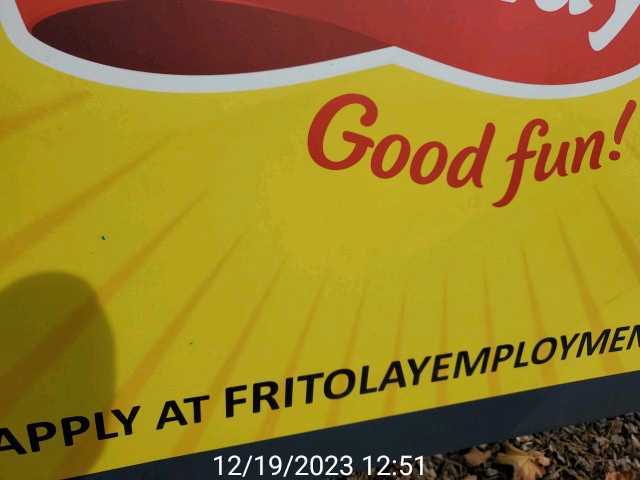 Good fun!
APPLY AT FRITOLAYEMPLOYMEN
12/19/2023 12:51